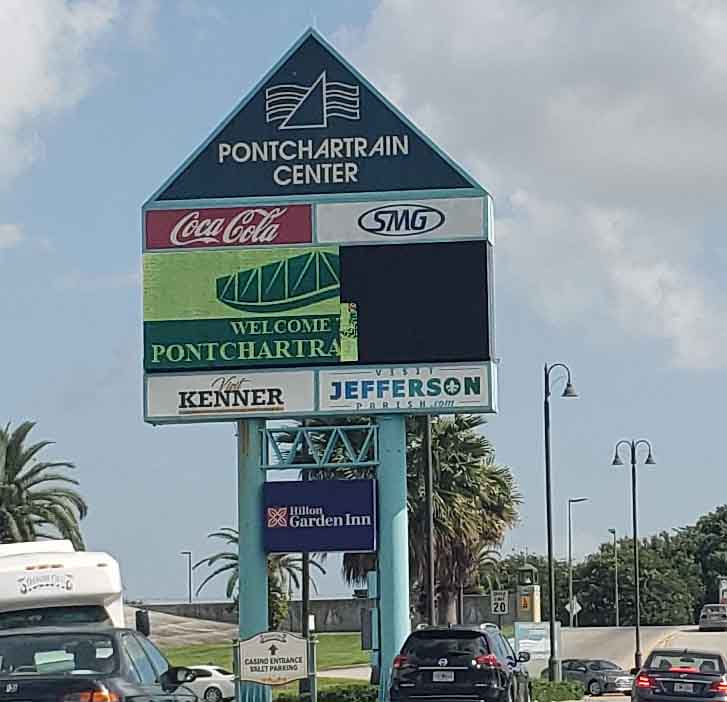 PONTCHARTRAIN
CENTER
Coca-Cola
SMG
WELCOME
PONTCHARTRA
Visit
KENNER
VISIT
JEFFERSON
PARISH.com
Hilton
Garden Inn
CASINO ENTRANCE
VALET PARKING
20